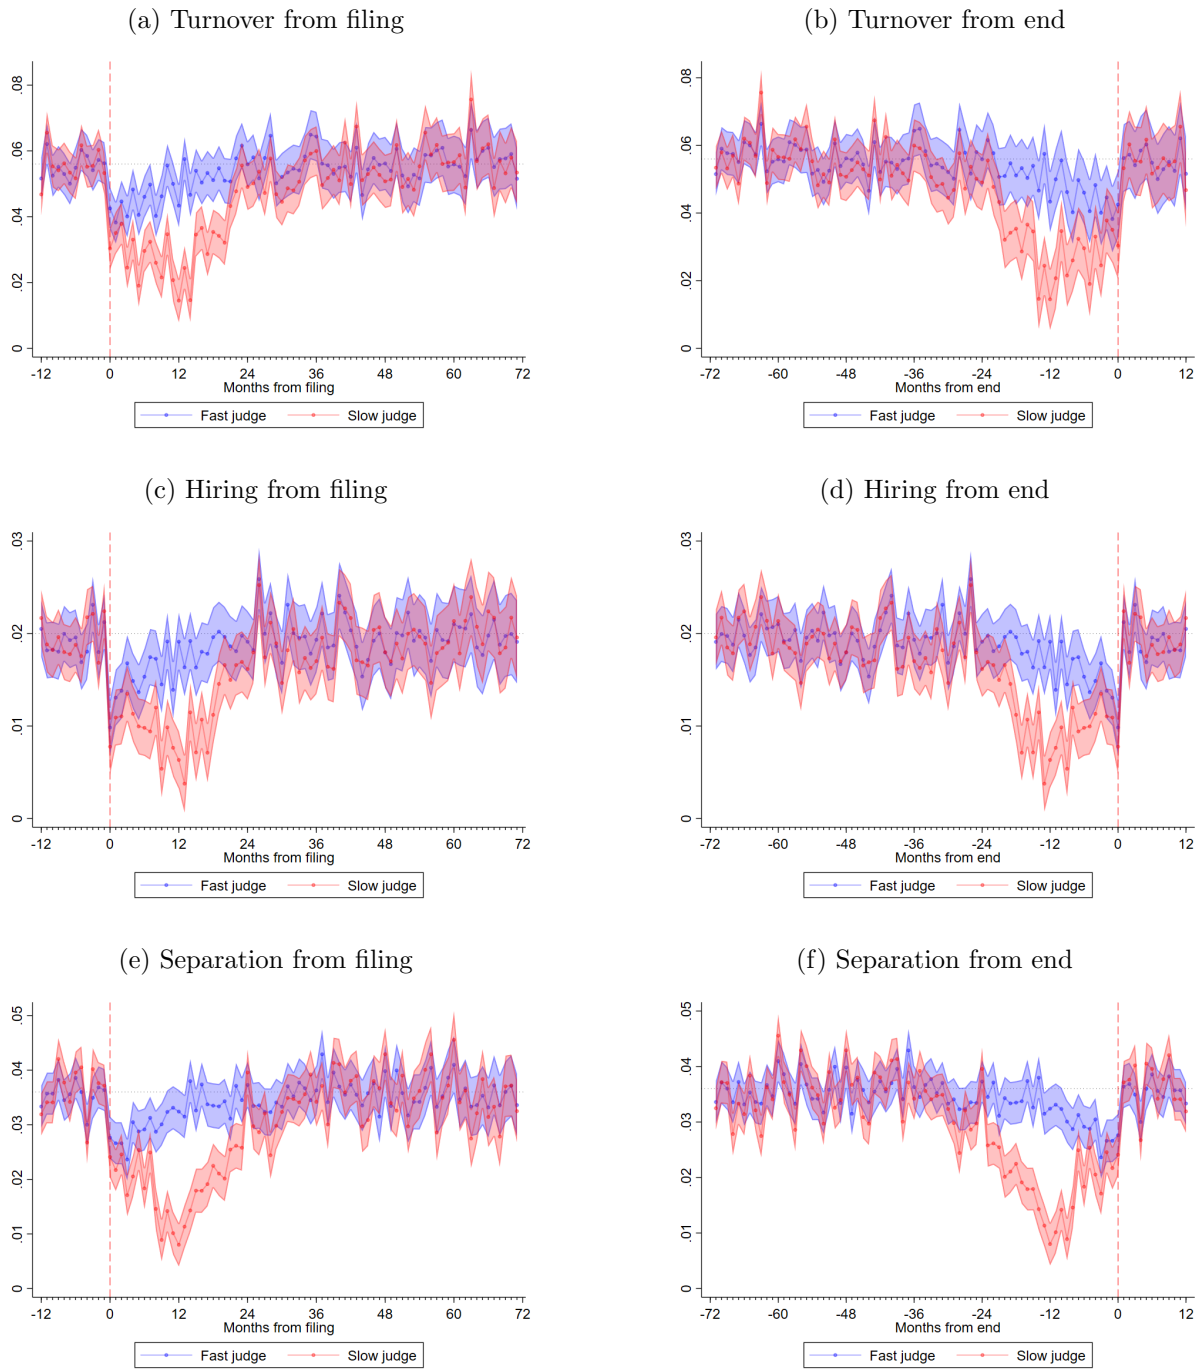 (a) Turnover from filing
.08
.06
.04
.02
0
-12 0 12 24 36 48 60 72
Months from filing
Fast judge Slow judge
(b) Turnover from end
.08
.06
.04
.02
0
-72 -60 -48 -36 -24 -12 0 12
Months from end
Fast judge Slow judge
(c) Hiring from filing
.03
.02
.01
0
-12 0 12 24 36 48 60 72
Months from filing
Fast judge Slow judge
(d) Hiring from end
.03
.02
.01
0
-72 -60 -48 -36 -24 -12 0 12
Months from end
Fast judge Slow judge
(e) Separation from filing
.05
.04
.03
.02
.01
0
-12 0 12 24 36 48 60 72
Months from filing
Fast judge Slow judge
(f) Separation from end
.05
.04
.03
.02
.01
0
-72 -60 -48 -36 -24 -12 0 12
Months from end
Fast judge Slow judge